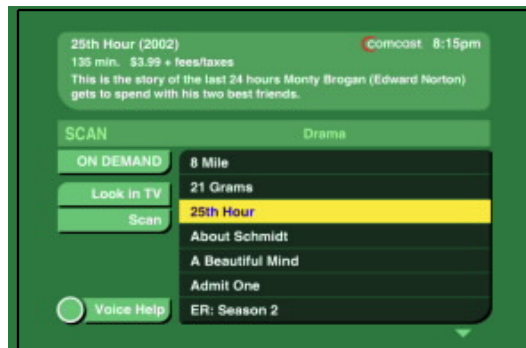 25th Hour (2002)
comcast 8:15pm
135 min. $3.99 + fees/taxes
This is the story of the last 24 hours Monty Brogan (Edward Norton)
gets to spend with his two best friends.
SCAN
Drama
ON DEMAND
Look in TV
Scan
8 Mile
21 Grams
25th Hour
About Schmidt
A Beautiful Mind
Admit One
ER: Season 2
Voice Help